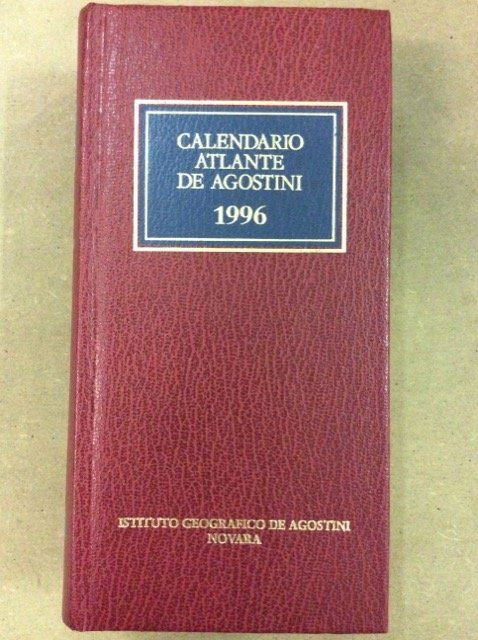 CALENDARIO
ATLANTE
DE AGOSTINI
1996
ISTITUTO GEOGRAFICO DE AGOSTINI
NOVARA